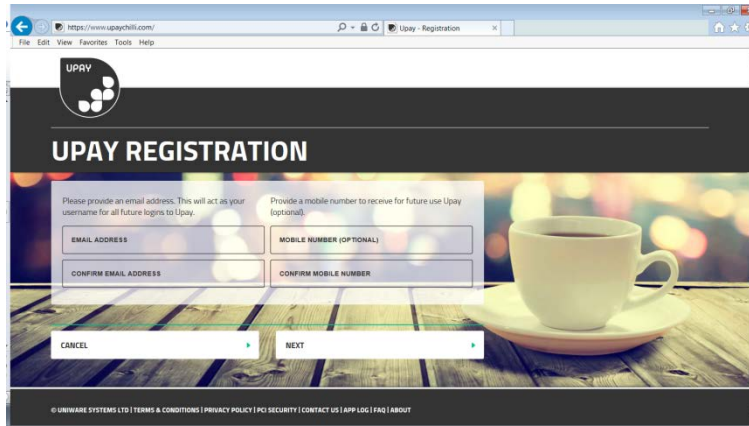 https://www.upaychilli.com/
Upay - Registration
File Edit View Favorites Tools Help
UPAY
UPAY REGISTRATION
Please provide an email address. This will act as your
username for all future logins to Upay.
Provide a mobile number to receive for future use Upay
(optional).
EMAIL ADDRESS
MOBILE NUMBER (OPTIONAL)
CONFIRM EMAIL ADDRESS
CONFIRM MOBILE NUMBER
CANCEL
NEXT
© UNIWARE SYSTEMS LTD | TERMS & CONDITIONS | PRIVACY POLICY | PCI SECURITY | CONTACT US | APP LOG | FAQ | ABOUT